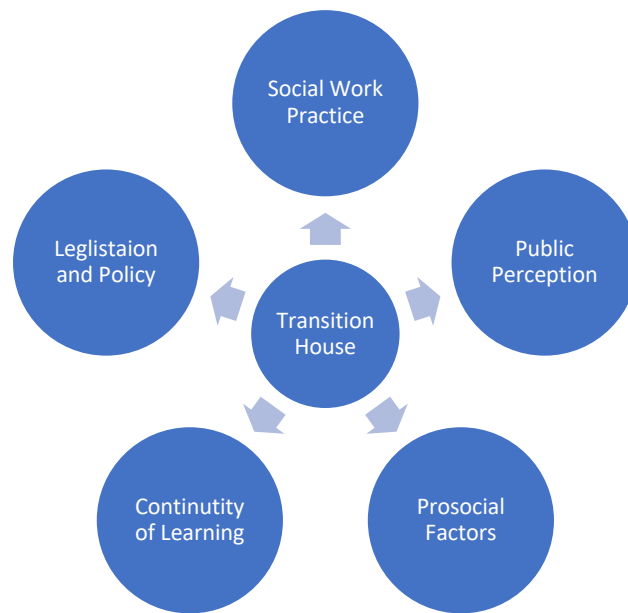 Social Work
Practice
Leglistaion
and Policy
Public
Perception
Transition
House
Continutity
of Learning
Prosocial
Factors